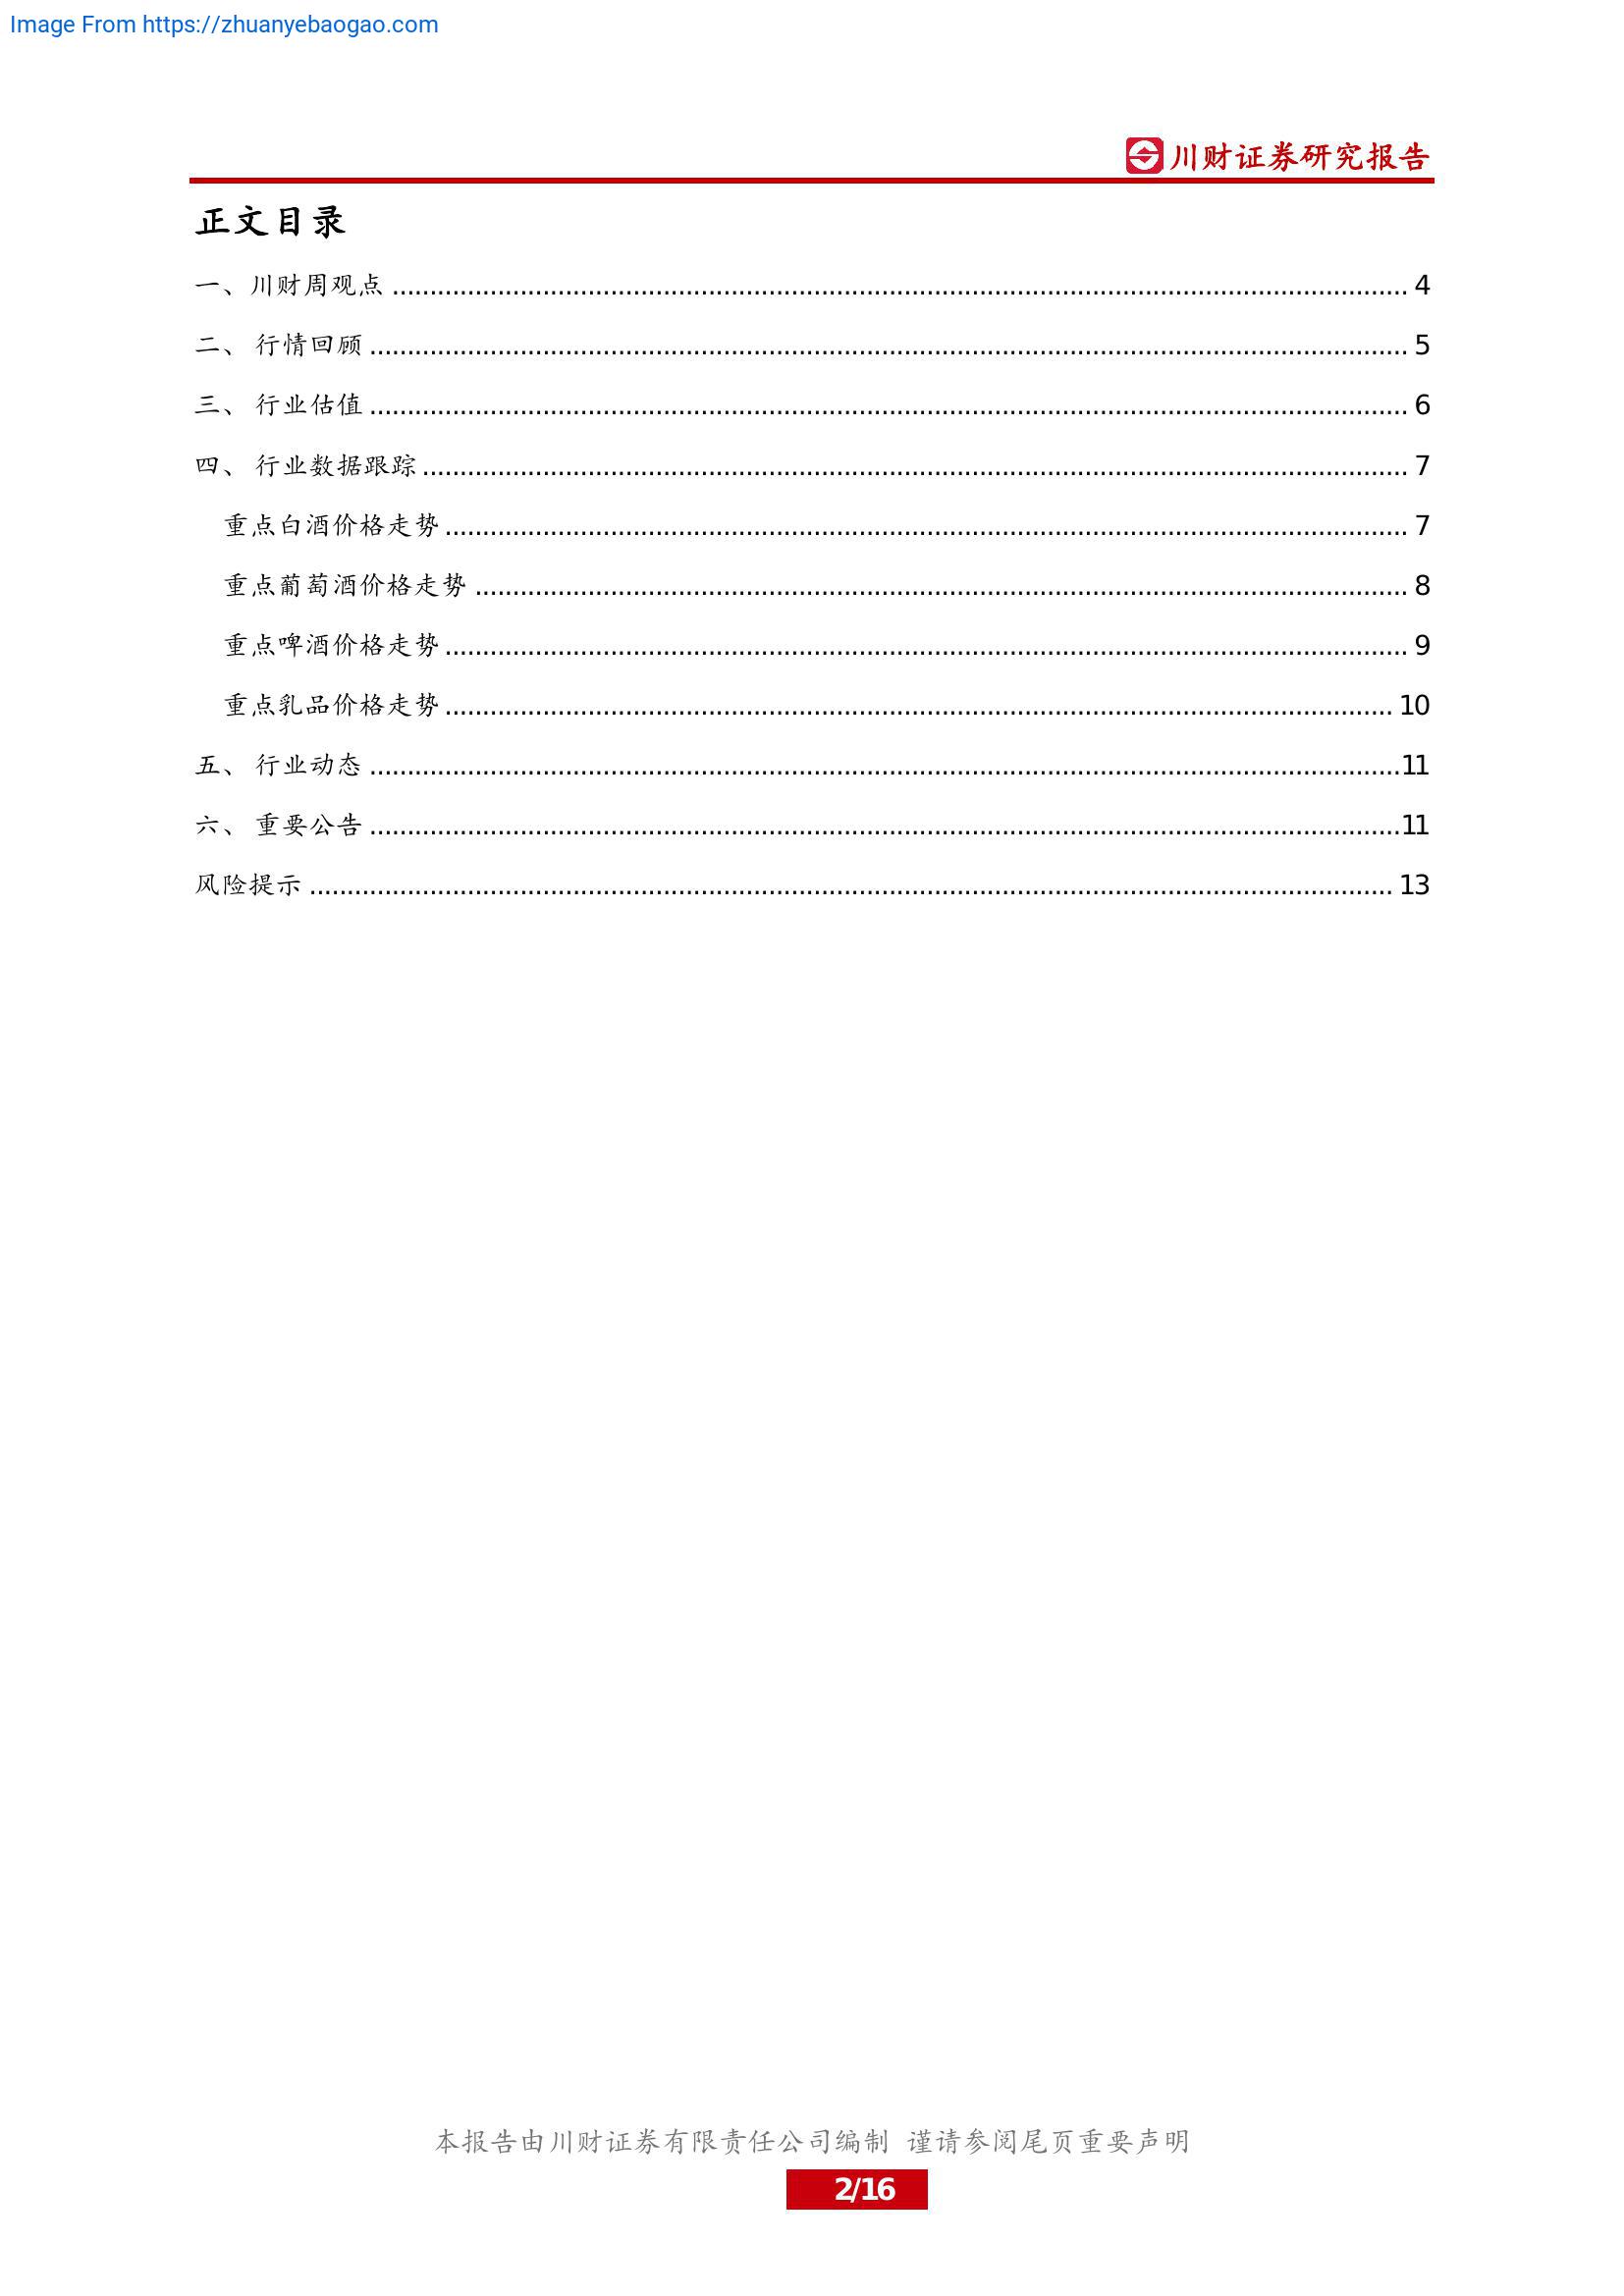 Image From https://zhuanyebaogao.com
川财证券研究报告
正文目录
一、川财周观点 ........................................ 4
二、 行情回顾 ........................................ 5
三、 行业估值 ........................................ 6
四、 行业数据跟踪 ........................................ 7
重点白酒价格走势 ........................................ 7
重点葡萄酒价格走势 ........................................ 8
重点啤酒价格走势 ........................................ 9
重点乳品价格走势 ........................................ 10
五、 行业动态 ........................................ 11
六、 重要公告 ........................................ 11
风险提示 ........................................ 13
本报告由川财证券有限责任公司编制 谨请参阅尾页重要声明
2/16